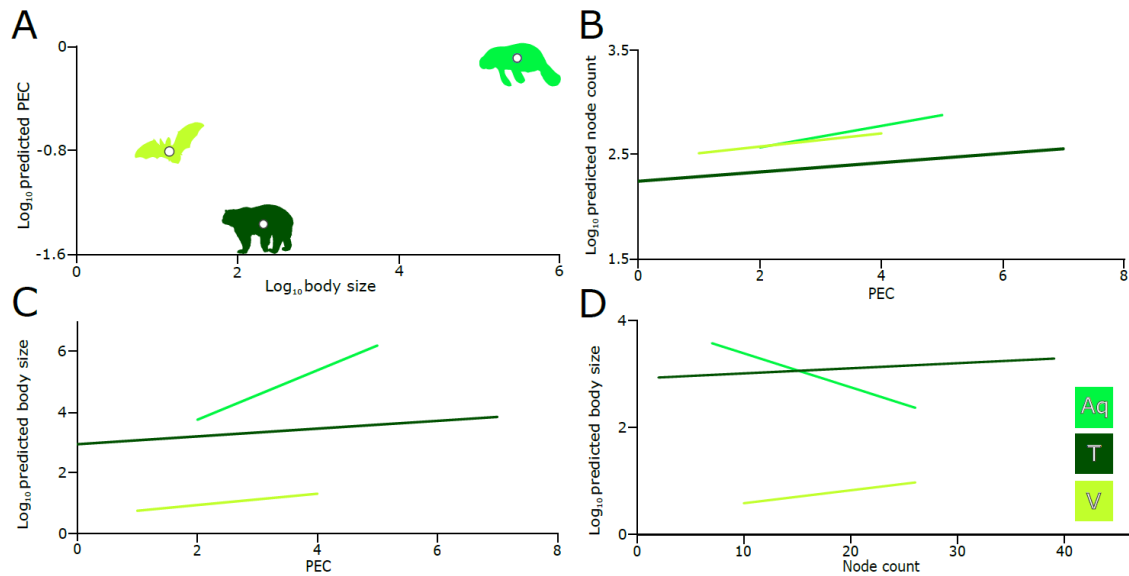 A
Log₁₀ predicted PEC
0
-0.8
-1.6
0
2
4
6
Log₁₀ body size
B
Log₁₀ predicted node count
3.5
2.5
1.5
0
2
4
6
8
PEC
C
Log₁₀ predicted body size
6
4
2
0
0
2
4
6
8
PEC
D
Log₁₀ predicted body size
4
2
0
0
10
20
30
40
Node count
Aq
T
V